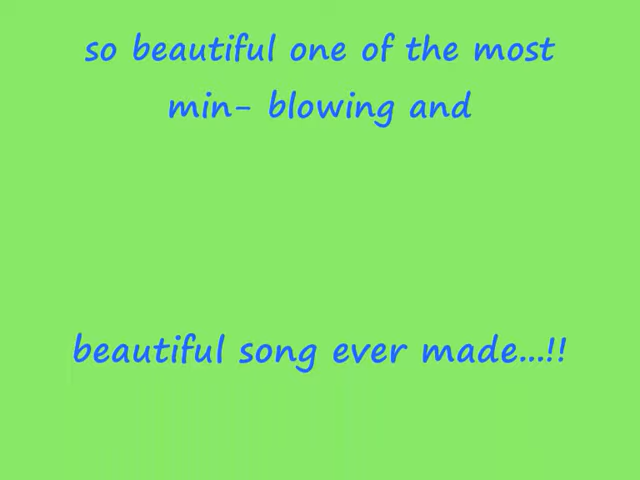 so beautiful one of the most
min- blowing and
beautiful song ever made...!!